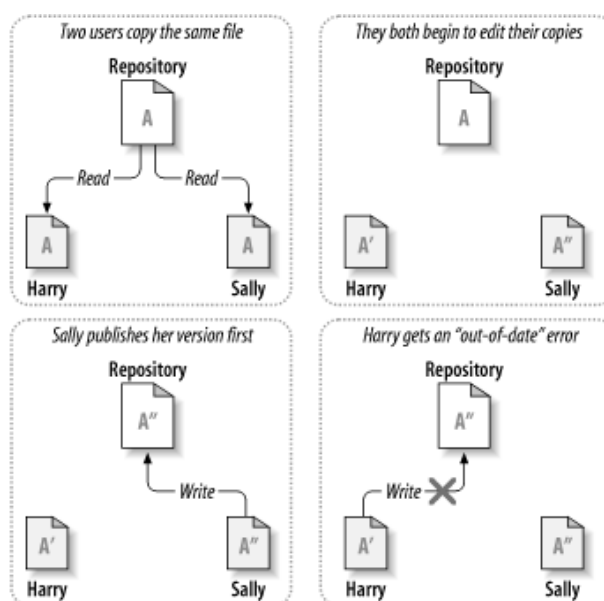 Two users copy the same file
Repository
A
Read
Read
A
A
Harry
Sally
They both begin to edit their copies
Repository
A
A'
A"
Harry
Sally
Sally publishes her version first
Repository
A"
Write
A'
A"
Harry
Sally
Harry gets an “out-of-date” error
Repository
A"
Write
A'
A"
Harry
Sally